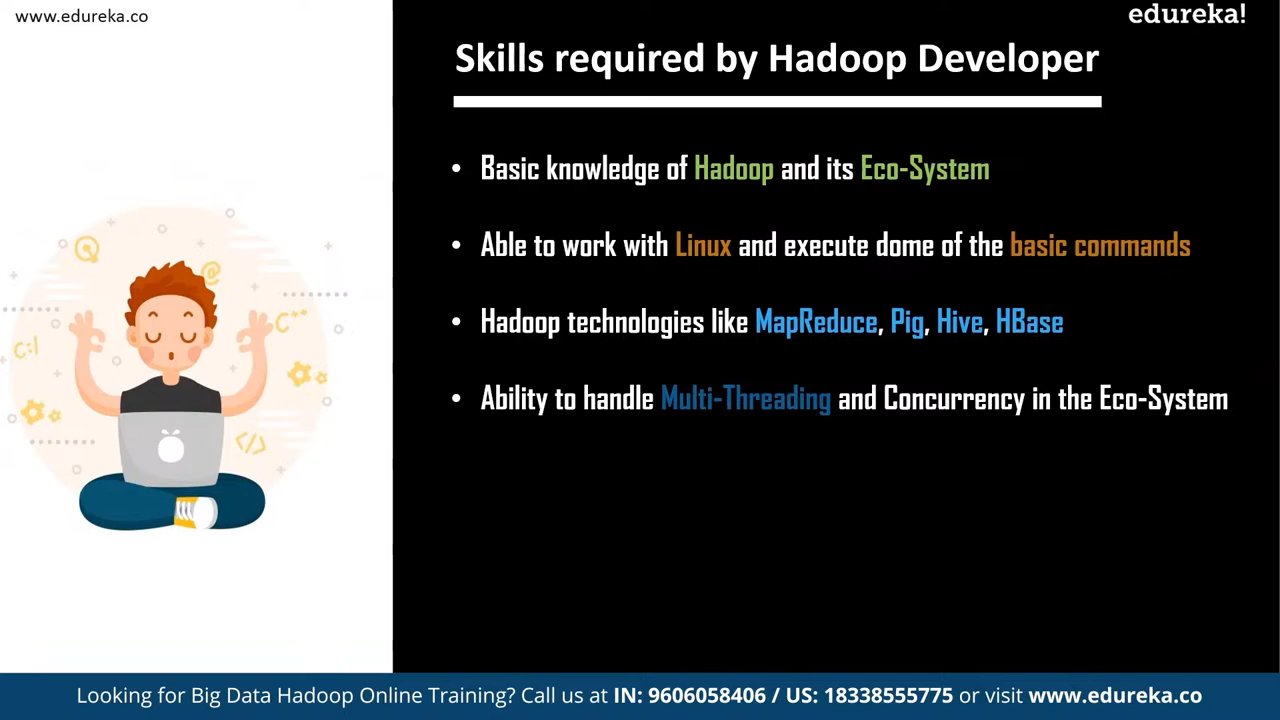 www.edureka.co
edureka!
Skills required by Hadoop Developer
• Basic knowledge of Hadoop and its Eco-System
• Able to work with Linux and execute dome of the basic commands
• Hadoop technologies like MapReduce, Pig, Hive, HBase
• Ability to handle Multi-Threading and Concurrency in the Eco-System
@
C++
C:\
</>
Looking for Big Data Hadoop Online Training? Call us at IN: 9606058406 / US: 18338555775 or visit www.edureka.co